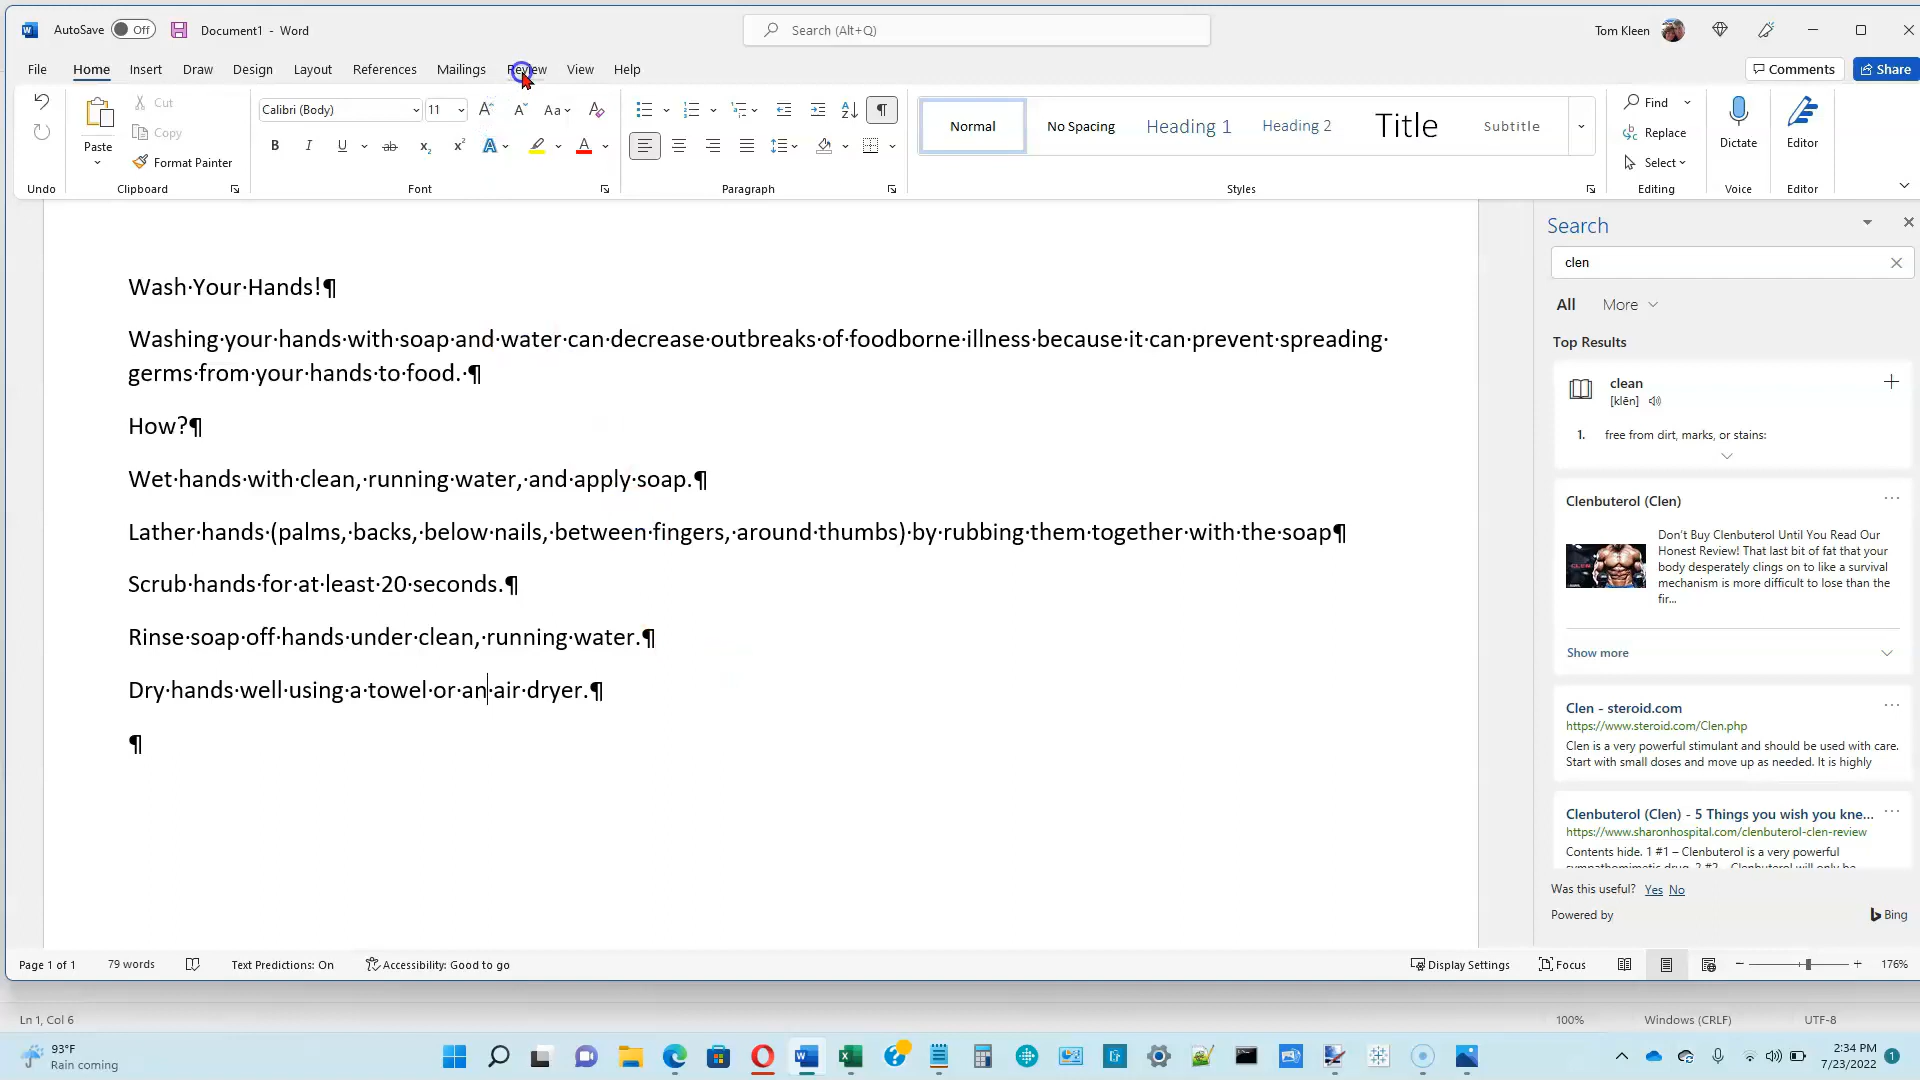 AutoSave Off Document1 - Word Search (Alt+Q) Tom Kleen
File Home Insert Draw Design Layout References Mailings Review View Help Comments Share
Paste Cut Copy Format Painter
Calibri (Body) 11
Normal No Spacing Heading 1 Heading 2 Title Subtitle
Find Replace Select
Dictate Editor
Undo Clipboard Font Paragraph Styles Editing Voice Editor
Wash·Your·Hands!¶
Washing·your·hands·with·soap·and·water·can·decrease·outbreaks·of·foodborne·illness·because·it·can·prevent·spreading·
germs·from·your·hands·to·food.·¶
How?¶
Wet·hands·with·clean,·running·water,·and·apply·soap.¶
Lather·hands·(palms,·backs,·below·nails,·between·fingers,·around·thumbs)·by·rubbing·them·together·with·the·soap¶
Scrub·hands·for·at·least·20·seconds.¶
Rinse·soap·off·hands·under·clean,·running·water.¶
Dry·hands·well·using·a·towel·or·an·air·dryer.¶
¶
Search
clen
All More
Top Results
clean
[klēn]
1. free from dirt, marks, or stains:
Clenbuterol (Clen)
Don't Buy Clenbuterol Until You Read Our
Honest Review! That last bit of fat that your
body desperately clings on to like a survival
mechanism is more difficult to lose than the
fir...
Show more
Clen - steroid.com
https://www.steroid.com/Clen.php
Clen is a very powerful stimulant and should be used with care.
Start with small doses and move up as needed. It is highly
Clenbuterol (Clen) - 5 Things you wish you kne...
https://www.sharonhospital.com/clenbuterol-clen-review
Contents hide. 1 #1 – Clenbuterol is a very powerful
Was this useful? Yes No
Powered by Bing
Page 1 of 1 79 words Text Predictions: On Accessibility: Good to go Display Settings Focus 176%
Ln 1, Col 6 100% Windows (CRLF) UTF-8
93°F
Rain coming
2:34 PM
7/23/2022
1